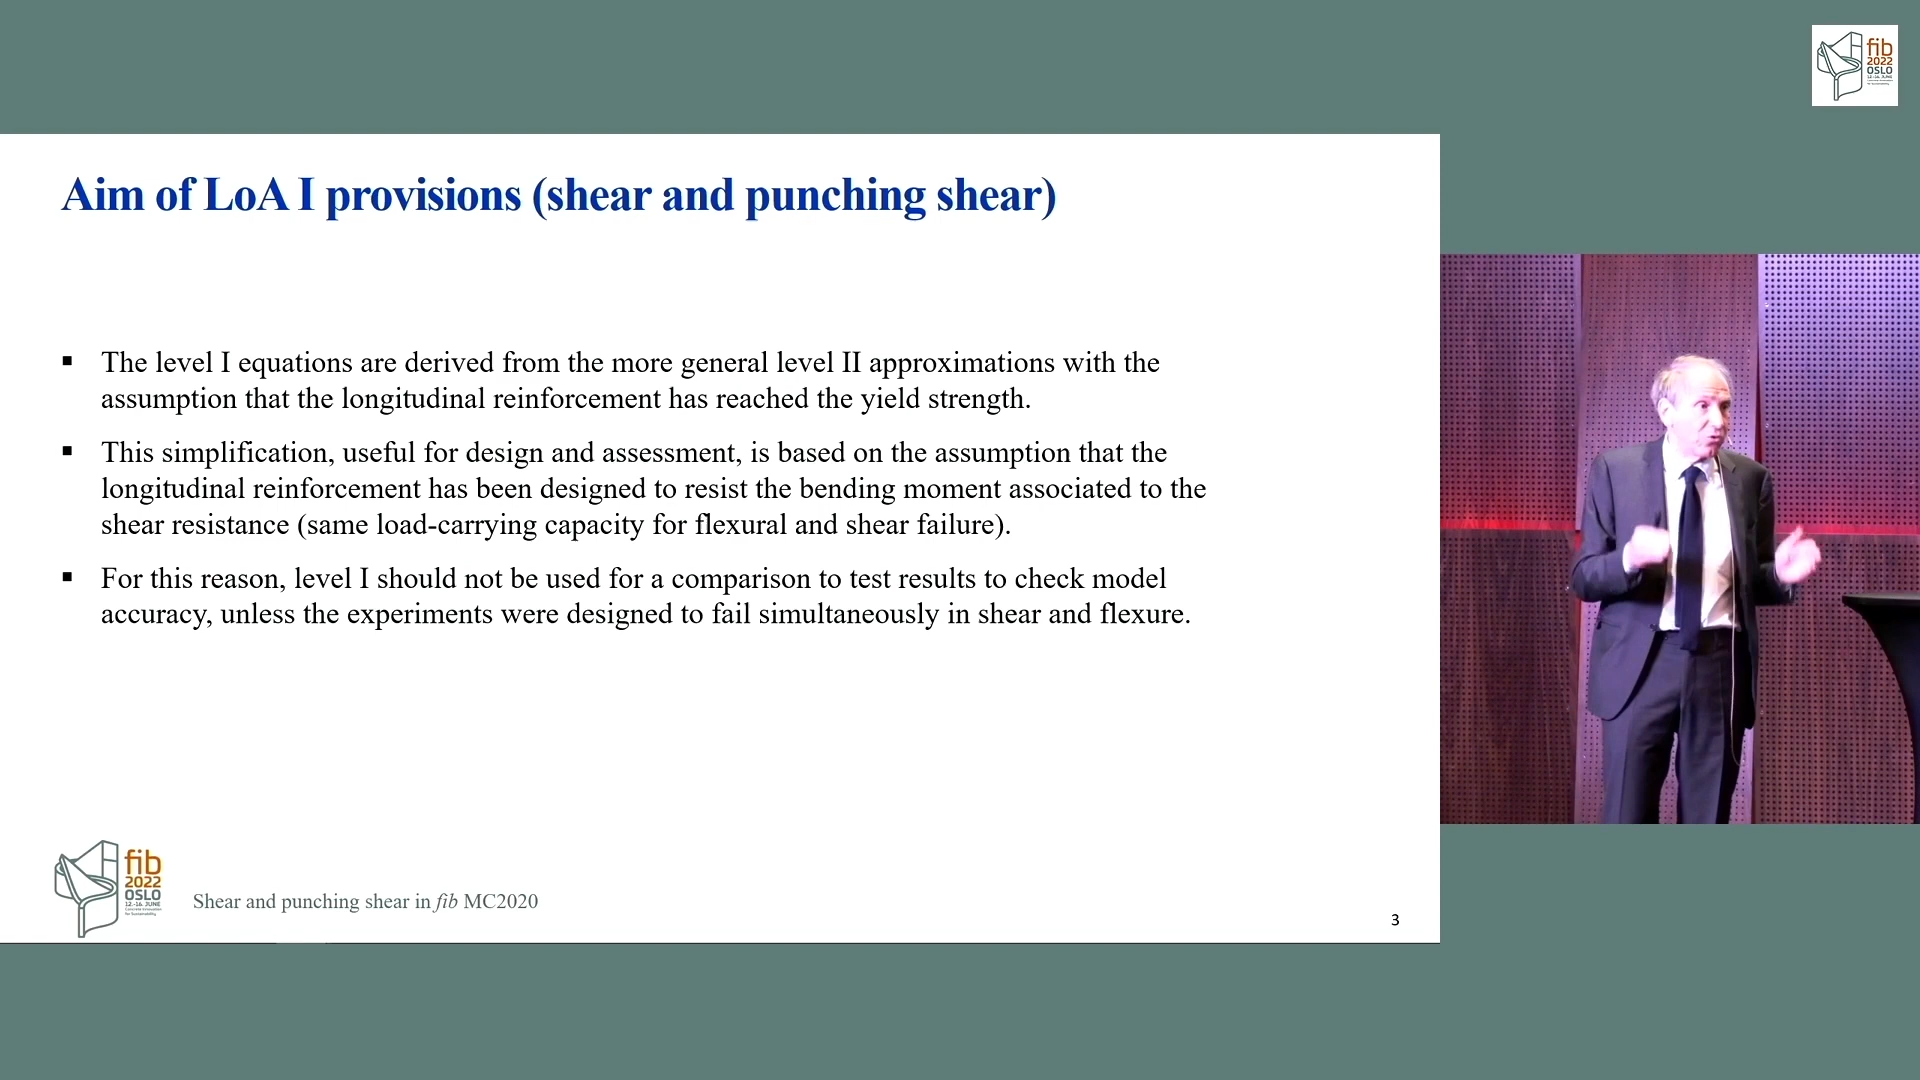 fib
2022
OSLO
12.-16. JUNE
Aim of LoA I provisions (shear and punching shear)
▪ The level I equations are derived from the more general level II approximations with the
assumption that the longitudinal reinforcement has reached the yield strength.
▪ This simplification, useful for design and assessment, is based on the assumption that the
longitudinal reinforcement has been designed to resist the bending moment associated to the
shear resistance (same load-carrying capacity for flexural and shear failure).
▪ For this reason, level I should not be used for a comparison to test results to check model
accuracy, unless the experiments were designed to fail simultaneously in shear and flexure.
fib
2022
OSLO
12.-16. JUNE
Shear and punching shear in fib MC2020
3